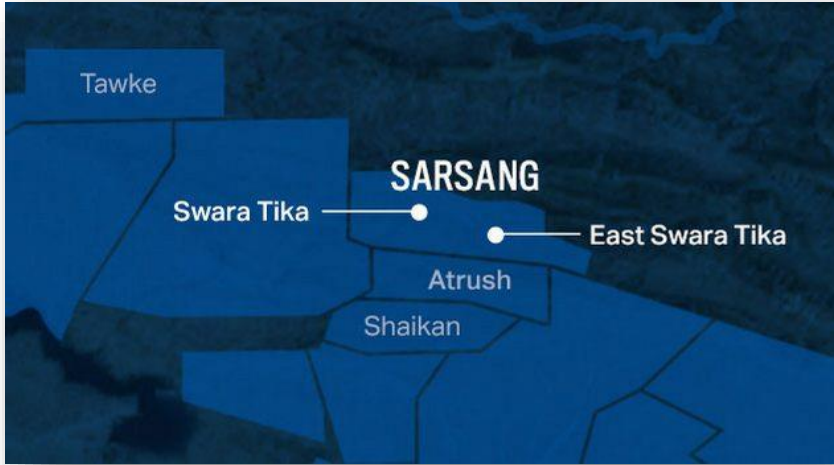 Tawke
SARSANG
Swara Tika
East Swara Tika
Atrush
Shaikan